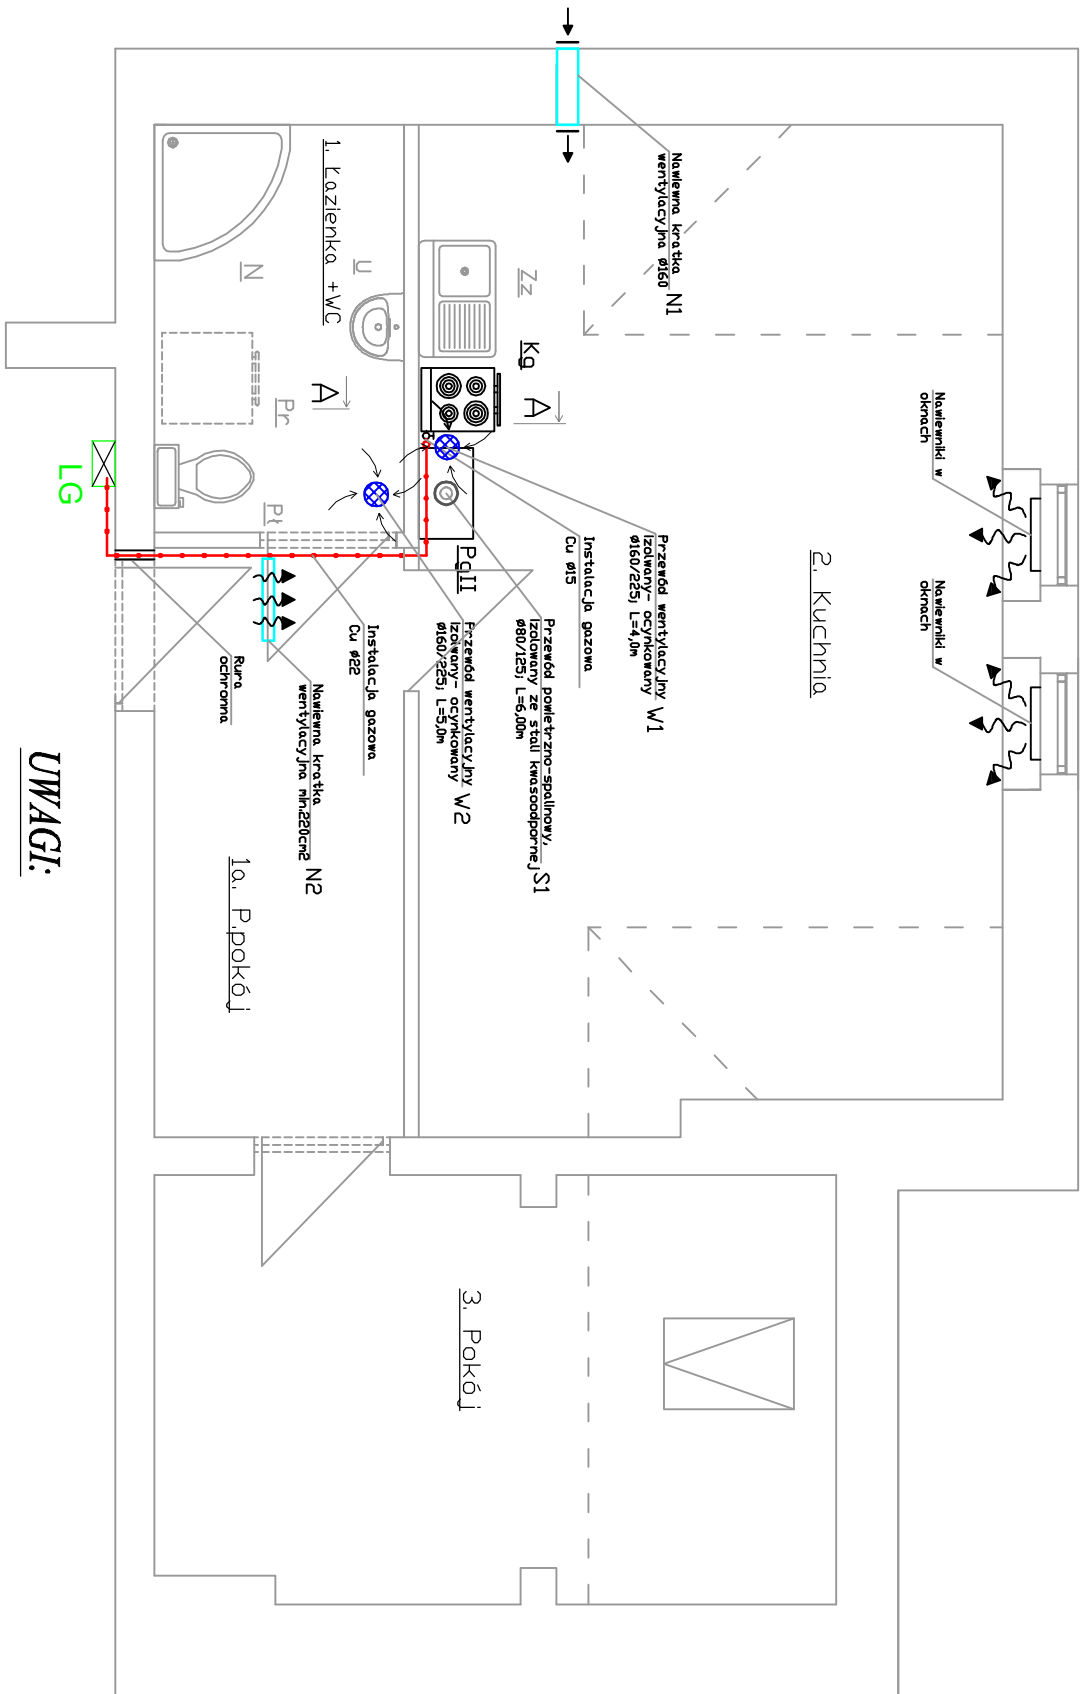 Nawiewniki w
oknach
Nawiewniki w
oknach
2. Kuchnia
Nawiewna kratka
wentylacyjna ø160
N1
Przewód wentylacyjny
izolwany- ocynkowany
ø160/225; L=4,0m
W1
Instalacja gazowa
Cu ø15
Przewód powietrzno-spalinowy,
izolowany ze stali kwasoodpornej
ø80/125; L=6,00m
S1
Zz
Kg
A
PgII
Przewód wentylacyjny
izolwany- ocynkowany
ø160/225; L=5,0m
W2
3. Pokój
1. Łazienka +WC
U
A
Instalacja gazowa
Cu ø22
Nawiewna kratka
wentylacyjna min.220cm2
N2
N
Pr
Pł
Rura
ochronna
1a. P.pokój
LG
UWAGI: